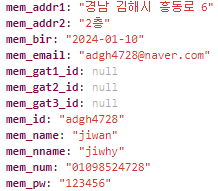 mem_addr1: "경남 김해시 흥동로 6"
mem_addr2: "2층"
mem_bir: "2024-01-10"
mem_email: "adgh4728@naver.com"
mem_gat1_id: null
mem_gat2_id: null
mem_gat3_id: null
mem_id: "adgh4728"
mem_name: "jiwan"
mem_nname: "jiwhy"
mem_num: "01098524728"
mem_pw: "123456"